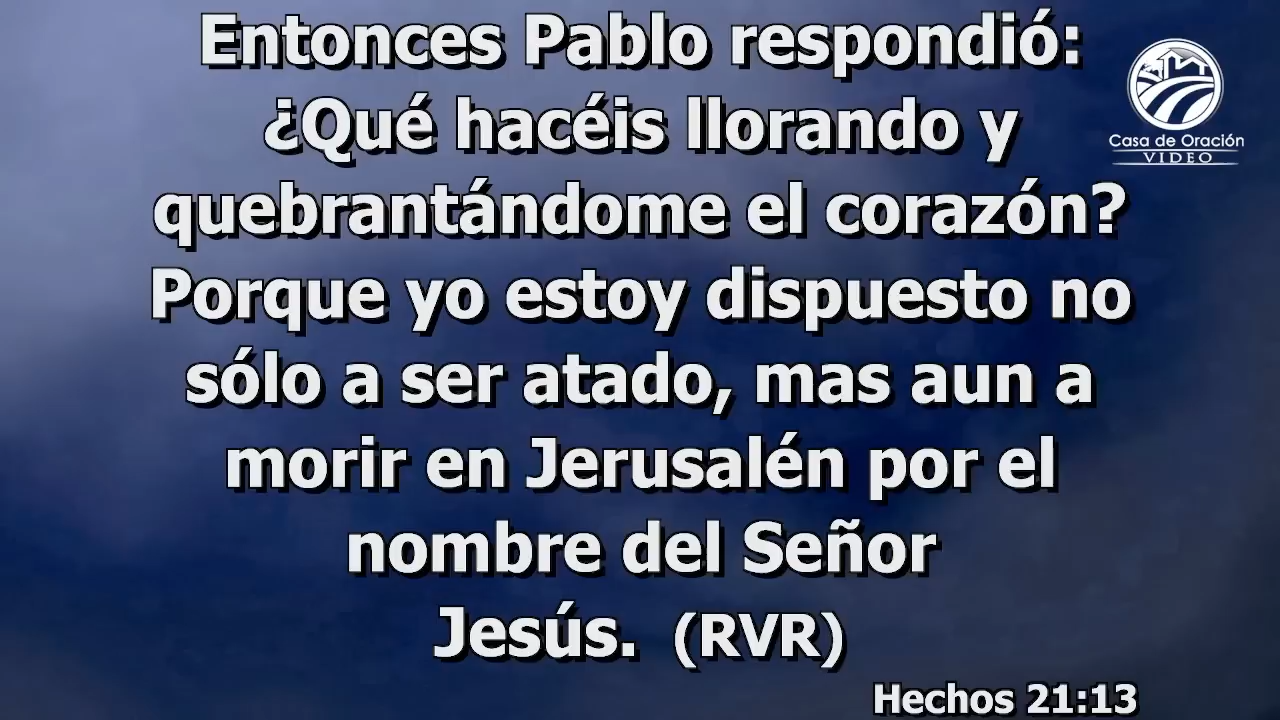 Entonces Pablo respondió:
¿Qué hacéis llorando y
quebrantándome el corazón?
Porque yo estoy dispuesto no
sólo a ser atado, mas aun a
morir en Jerusalén por el
nombre del Señor
Jesús. (RVR)
Hechos 21:13
Casa de Oración
VIDEO